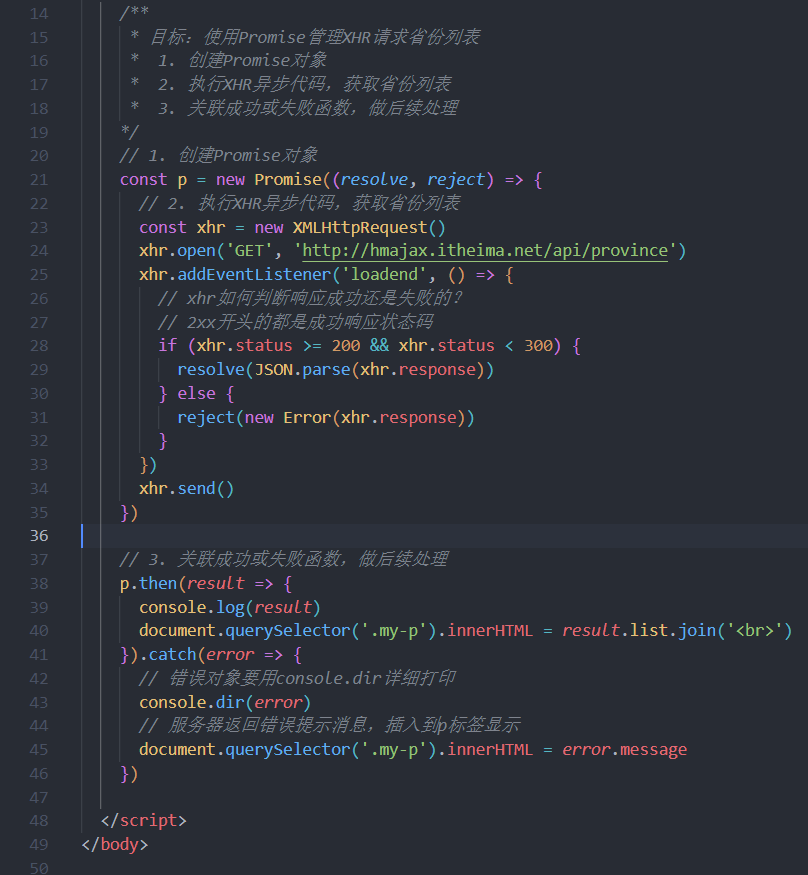 14 /**
15 * 目标：使用Promise管理XHR请求省份列表
16 * 1. 创建Promise对象
17 * 2. 执行XHR异步代码，获取省份列表
18 * 3. 关联成功或失败函数，做后续处理
19 */
20 // 1. 创建Promise对象
21 const p = new Promise((resolve, reject) => {
22 // 2. 执行XHR异步代码，获取省份列表
23 const xhr = new XMLHttpRequest()
24 xhr.open('GET', 'http://hmajax.itheima.net/api/province')
25 xhr.addEventListener('loadend', () => {
26 // xhr如何判断响应成功还是失败的？
27 // 2xx开头的都是成功响应状态码
28 if (xhr.status >= 200 && xhr.status < 300) {
29 resolve(JSON.parse(xhr.response))
30 } else {
31 reject(new Error(xhr.response))
32 }
33 })
34 xhr.send()
35 })
36
37 // 3. 关联成功或失败函数，做后续处理
38 p.then(result => {
39 console.log(result)
40 document.querySelector('.my-p').innerHTML = result.list.join('<br>')
41 }).catch(error => {
42 // 错误对象要用console.dir详细打印
43 console.dir(error)
44 // 服务器返回错误提示消息，插入到p标签显示
45 document.querySelector('.my-p').innerHTML = error.message
46 })
47
48 </script>
49 </body>
50